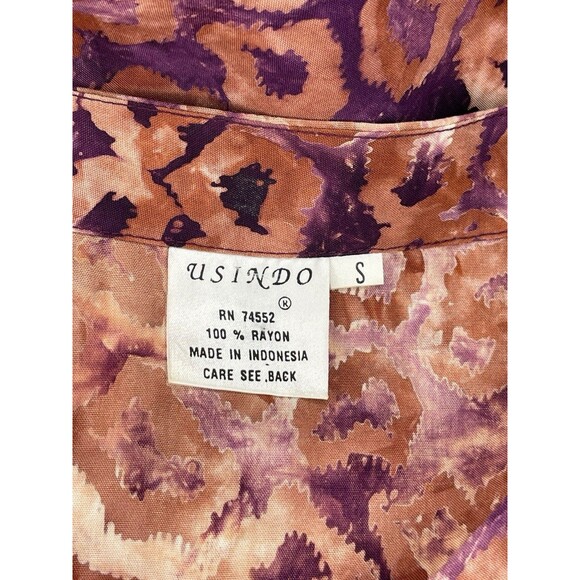 USINDO S
®
RN 74552
100 % RAYON
MADE IN INDONESIA
CARE SEE ,BACK